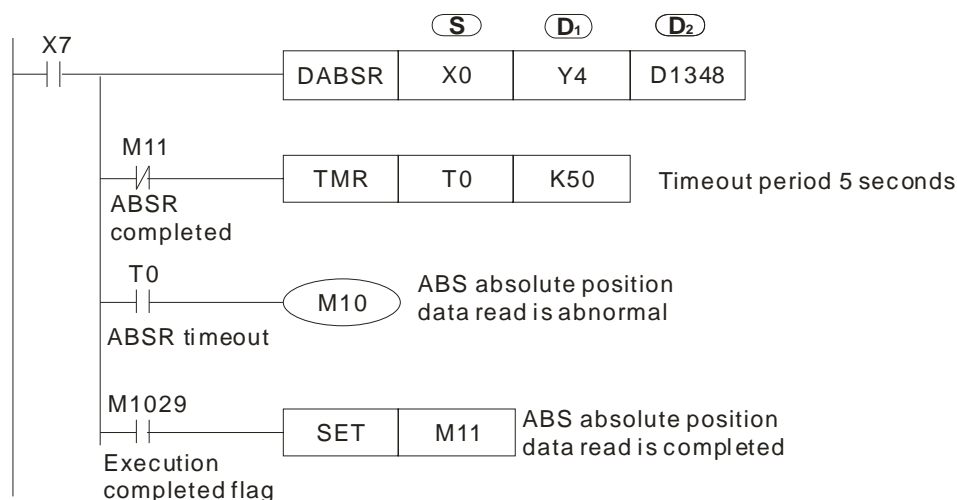 S D1 D2
X7
DABSR X0 Y4 D1348
M11
TMR T0 K50 Timeout period 5 seconds
ABSR
completed
T0
M10
ABS absolute position
data read is abnormal
ABSR timeout
M1029
SET M11
ABS absolute position
data read is completed
Execution
completed flag